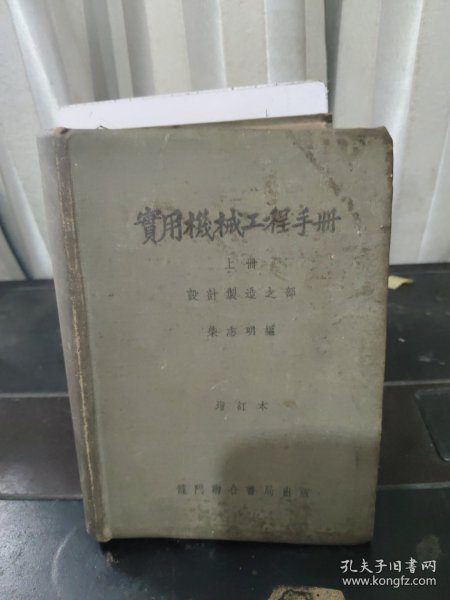 實用機械工程手册
上冊
設計製造之部
柴志明編
增訂本
龍門聯合書局出版
孔夫子旧书网
www.kongfz.com